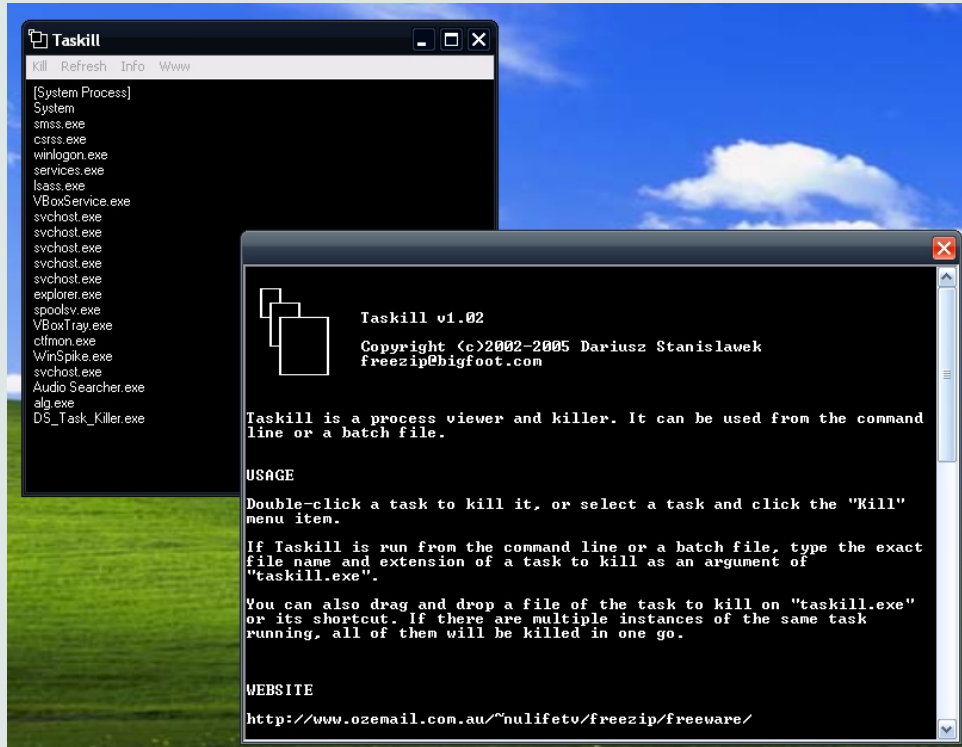 Taskill
Kill Refresh Info Www
[System Process]
System
smss.exe
csrss.exe
winlogon.exe
services.exe
lsass.exe
VBoxService.exe
svchost.exe
svchost.exe
svchost.exe
svchost.exe
svchost.exe
explorer.exe
spoolsv.exe
VBoxTray.exe
ctfmon.exe
WinSpike.exe
svchost.exe
Audio Searcher.exe
alg.exe
DS_Task_Killer.exe
Taskill v1.02
Copyright (c)2002-2005 Dariusz Stanislawek
freezip@bigfoot.com
Taskill is a process viewer and killer. It can be used from the command
line or a batch file.
USAGE
Double-click a task to kill it, or select a task and click the "Kill"
menu item.
If Taskill is run from the command line or a batch file, type the exact
file name and extension of a task to kill as an argument of
"taskill.exe".
You can also drag and drop a file of the task to kill on "taskill.exe"
or its shortcut. If there are multiple instances of the same task
running, all of them will be killed in one go.
WEBSITE
http://www.ozemail.com.au/~nulifetv/freezip/freeware/